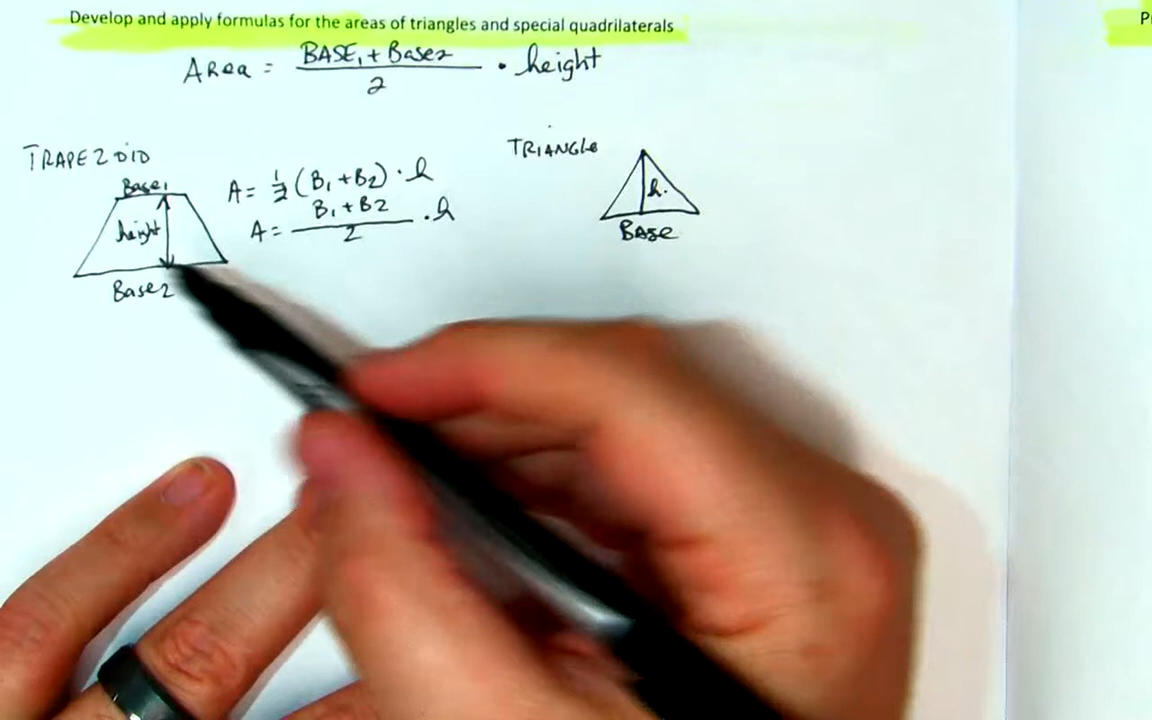 Develop and apply formulas for the areas of triangles and special quadrilaterals
P
Area = BASE1 + Base2 / 2 · height
TRAPEZOID
Base1
height
Base2
A = 1/2 (B1 + B2) · h
A = B1 + B2 / 2 · h
TRIANGLE
h.
BASE